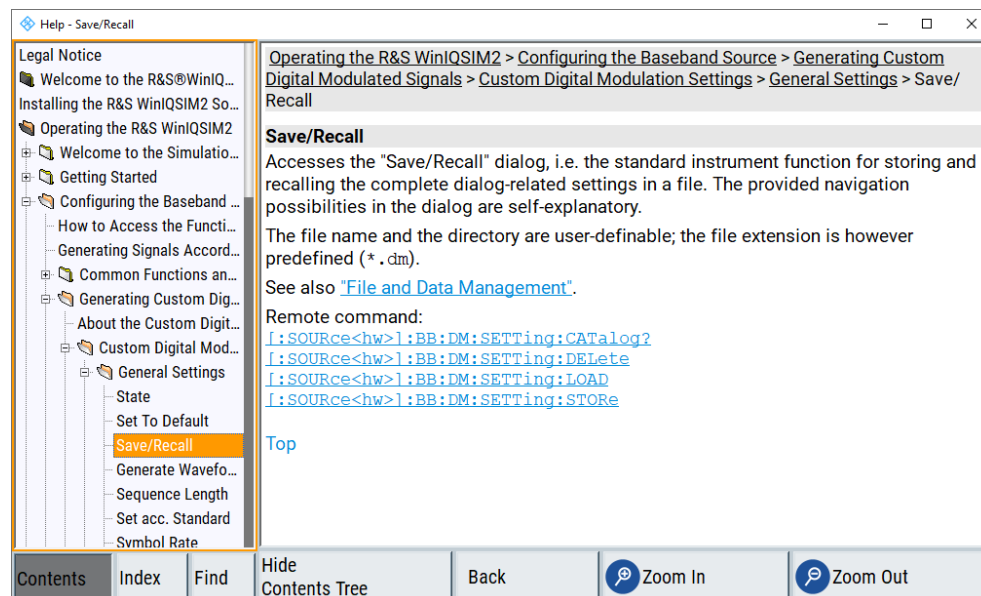 Help - Save/Recall
Legal Notice
Welcome to the R&S®WinIQ...
Installing the R&S WinIQSIM2 So...
Operating the R&S WinIQSIM2
Welcome to the Simulatio...
Getting Started
Configuring the Baseband ...
How to Access the Functi...
Generating Signals Accord...
Common Functions an...
Generating Custom Dig...
About the Custom Digit...
Custom Digital Mod...
General Settings
State
Set To Default
Save/Recall
Generate Wavefo...
Sequence Length
Set acc. Standard
Symbol Rate
Operating the R&S WinIQSIM2 > Configuring the Baseband Source > Generating Custom
Digital Modulated Signals > Custom Digital Modulation Settings > General Settings > Save/
Recall
Save/Recall
Accesses the "Save/Recall" dialog, i.e. the standard instrument function for storing and
recalling the complete dialog-related settings in a file. The provided navigation
possibilities in the dialog are self-explanatory.
The file name and the directory are user-definable; the file extension is however
predefined (*.dm).
See also "File and Data Management".
Remote command:
[:SOURce<hw>]:BB:DM:SETTing:CATalog?
[:SOURce<hw>]:BB:DM:SETTing:DELete
[:SOURce<hw>]:BB:DM:SETTing:LOAD
[:SOURce<hw>]:BB:DM:SETTing:STORe
Top
Contents
Index
Find
Hide
Contents Tree
Back
Zoom In
Zoom Out